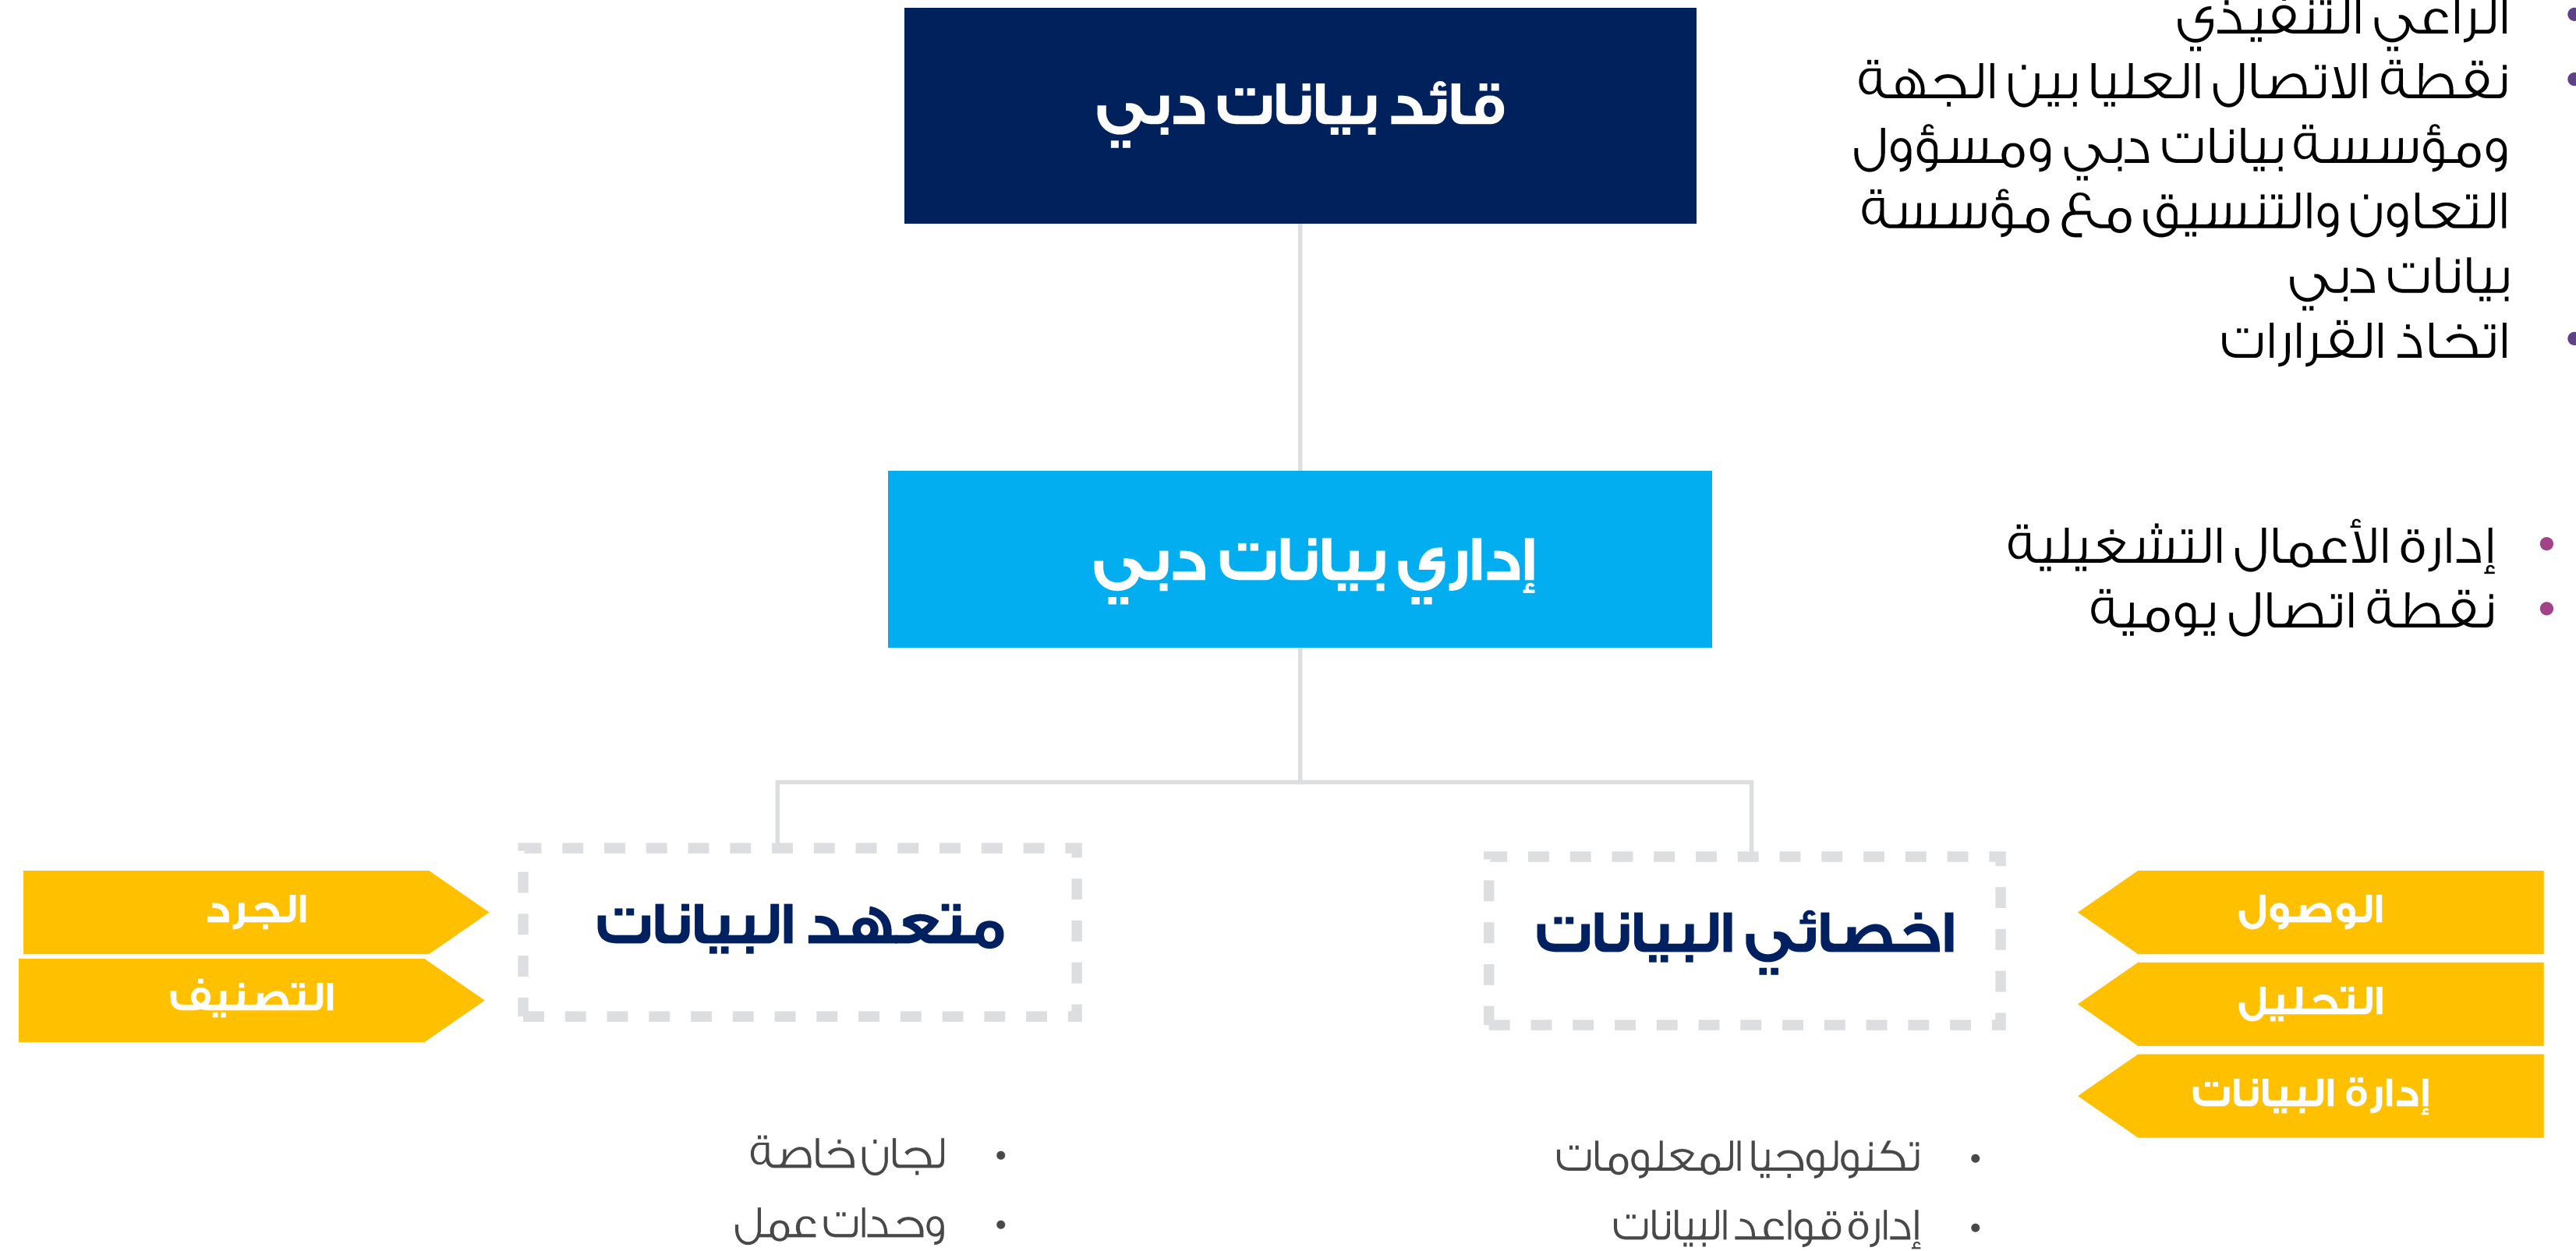 قائد بيانات دبي
• الراعي التنفيذي
• نقطة الاتصال العليا بين الجهة
ومؤسسة بيانات دبي ومسؤول
التعاون والتنسيق مع مؤسسة
بيانات دبي
• اتخاذ القرارات
إداري بيانات دبي
• إدارة الأعمال التشغيلية
• نقطة اتصال يومية
الوصول
التحليل
إدارة البيانات
اخصائي البيانات
• تكنولوجيا المعلومات
• إدارة قواعد البيانات
متعهد البيانات
• لجان خاصة
• وحدات عمل
الجرد
التصنيف